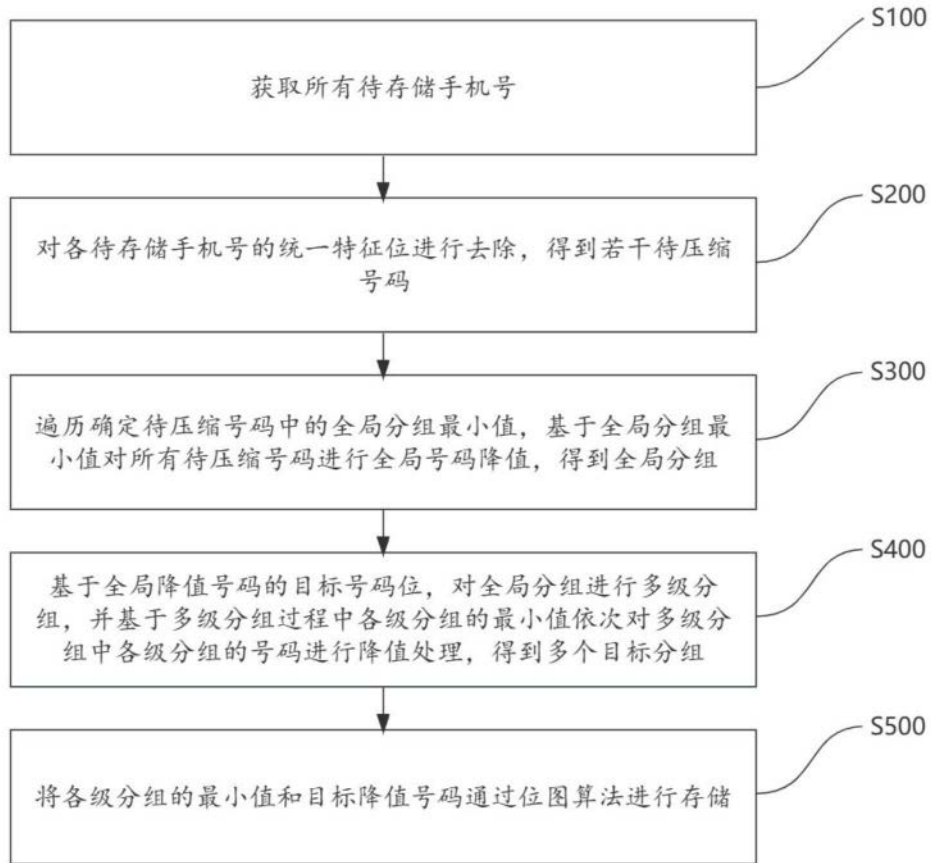 S100
获取所有待存储手机号
S200
对各待存储手机号的统一特征位进行去除，得到若干待压缩
号码
S300
遍历确定待压缩号码中的全局分组最小值，基于全局分组最
小值对所有待压缩号码进行全局号码降值，得到全局分组
S400
基于全局降值号码的目标号码位，对全局分组进行多级分
组，并基于多级分组过程中各级分组的最小值依次对多级分
组中各级分组的号码进行降值处理，得到多个目标分组
S500
将各级分组的最小值和目标降值号码通过位图算法进行存储